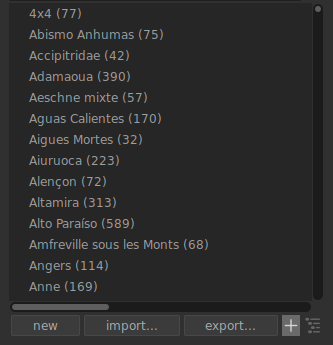 4x4 (77)
Abismo Anhumas (75)
Accipitridae (42)
Adamaoua (390)
Aeschne mixte (57)
Aguas Calientes (170)
Aigues Mortes (32)
Aiuruoca (223)
Alençon (72)
Altamira (313)
Alto Paraíso (589)
Amfreville sous les Monts (68)
Angers (114)
Anne (169)
new import... export... +